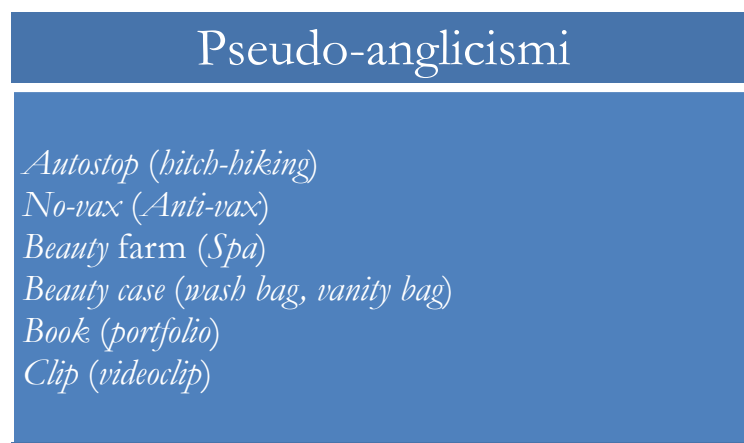 Pseudo-anglicismi
Autostop (hitch-hiking)
No-vax (Anti-vax)
Beauty farm (Spa)
Beauty case (wash bag, vanity bag)
Book (portfolio)
Clip (videoclip)